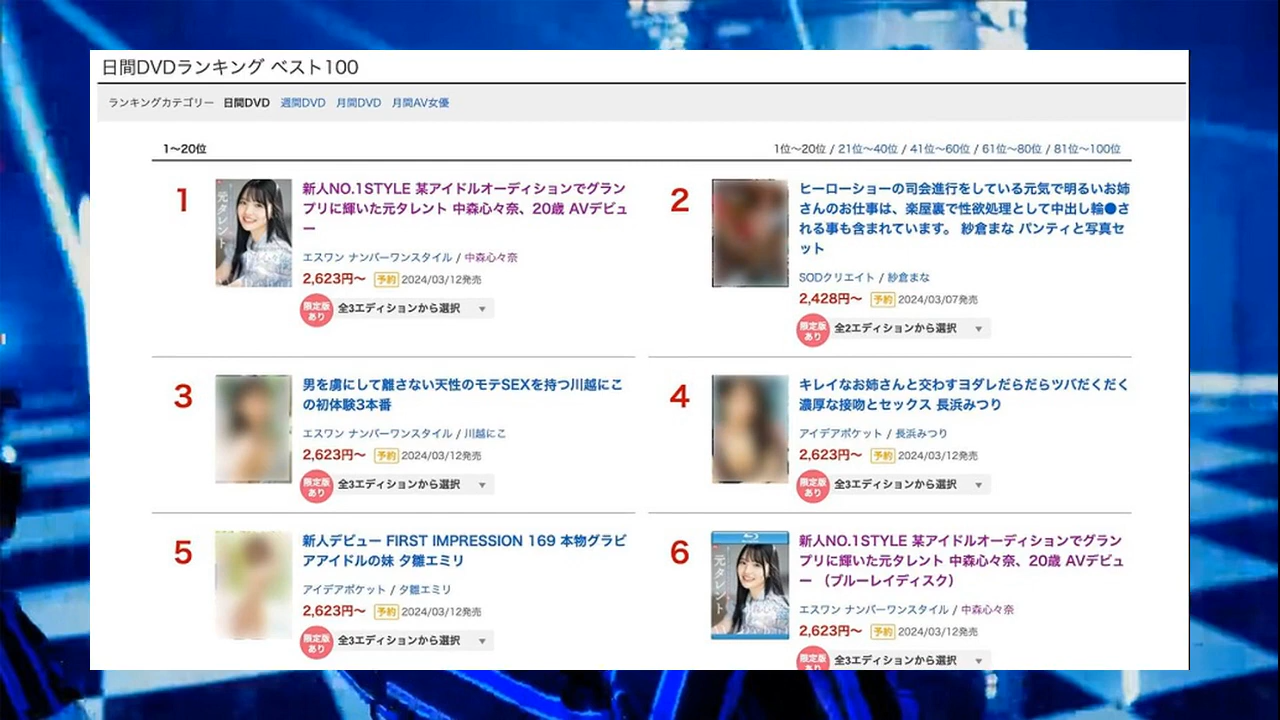 日間DVDランキング ベスト100
ランキングカテゴリー 日間DVD 週間DVD 月間DVD 月間AV女優
1〜20位
1位〜20位 / 21位〜40位 / 41位〜60位 / 61位〜80位 / 81位〜100位
1
元タレント
新人NO.1STYLE 某アイドルオーディションでグラン
プリに輝いた元タレント 中森心々奈、20歳 AVデビュ
ー
エスワン ナンバーワンスタイル / 中森心々奈
2,623円〜 予約 2024/03/12発売
限定版
あり
全3エディションから選択
2
ヒーローショーの司会進行をしている元気で明るいお姉
さんのお仕事は、楽屋裏で性欲処理として中出し輪●さ
れる事も含まれています。 紗倉まな パンティと写真セ
ット
SODクリエイト / 紗倉まな
2,428円〜 予約 2024/03/07発売
限定版
あり
全2エディションから選択
3
男を虜にして離さない天性のモテSEXを持つ川越にこ
の初体験3本番
エスワン ナンバーワンスタイル / 川越にこ
2,623円〜 予約 2024/03/12発売
限定版
あり
全3エディションから選択
4
キレイなお姉さんと交わすヨダレだらだらツバだくだく
濃厚な接吻とセックス 長浜みつり
アイデアポケット / 長浜みつり
2,623円〜 予約 2024/03/12発売
限定版
あり
全3エディションから選択
5
新人デビュー FIRST IMPRESSION 169 本物グラビ
アアイドルの妹 夕雛エミリ
アイデアポケット / 夕雛エミリ
2,623円〜 予約 2024/03/12発売
限定版
あり
全3エディションから選択
6
元タレント
新人NO.1STYLE 某アイドルオーディションでグラン
プリに輝いた元タレント 中森心々奈、20歳 AVデビュ
ー （ブルーレイディスク）
エスワン ナンバーワンスタイル / 中森心々奈
2,623円〜 予約 2024/03/12発売
限定版
あり
全3エディションから選択